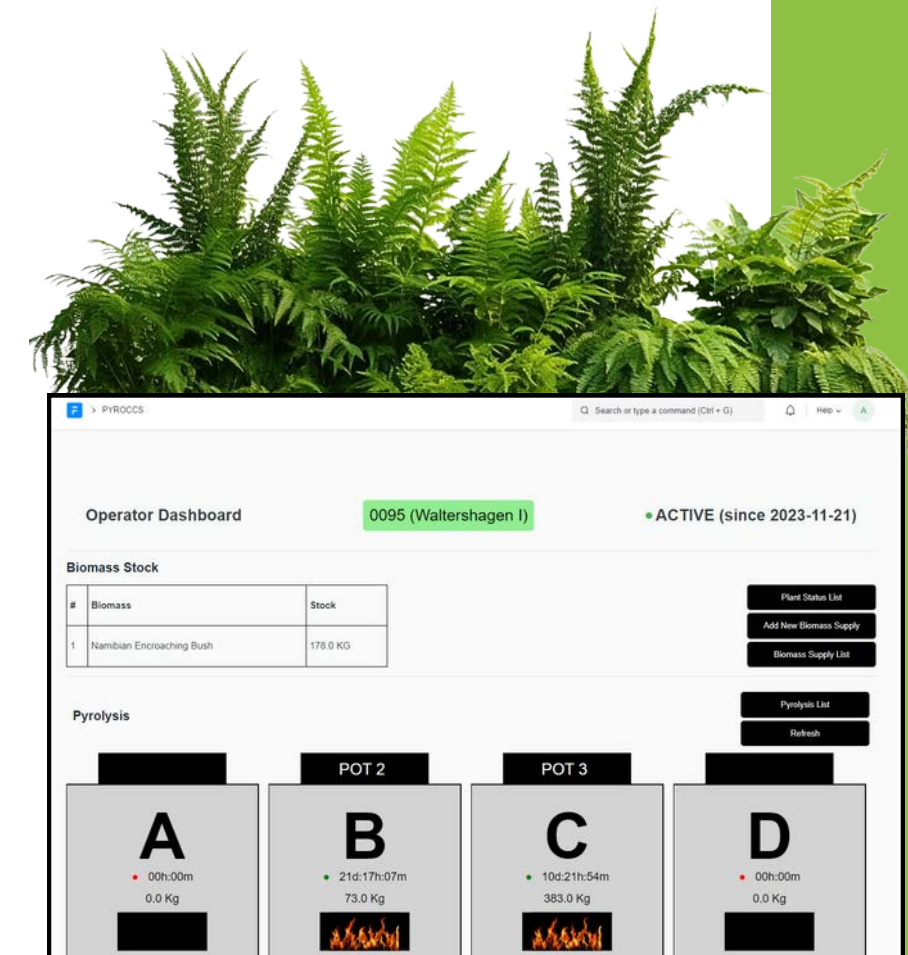 > PYROCCS
Search or type a command (Ctrl + G)
Help
A
Operator Dashboard
0095 (Waltershagen I)
ACTIVE (since 2023-11-21)
Biomass Stock
# Biomass Stock
1 Namibian Encroaching Bush 178.0 KG
Plant Status List
Add New Biomass Supply
Biomass Supply List
Pyrolysis
Pyrolysis List
Refresh
POT 2
POT 3
A
00h:00m
0.0 Kg
B
21d:17h:07m
73.0 Kg
C
10d:21h:54m
383.0 Kg
D
00h:00m
0.0 Kg